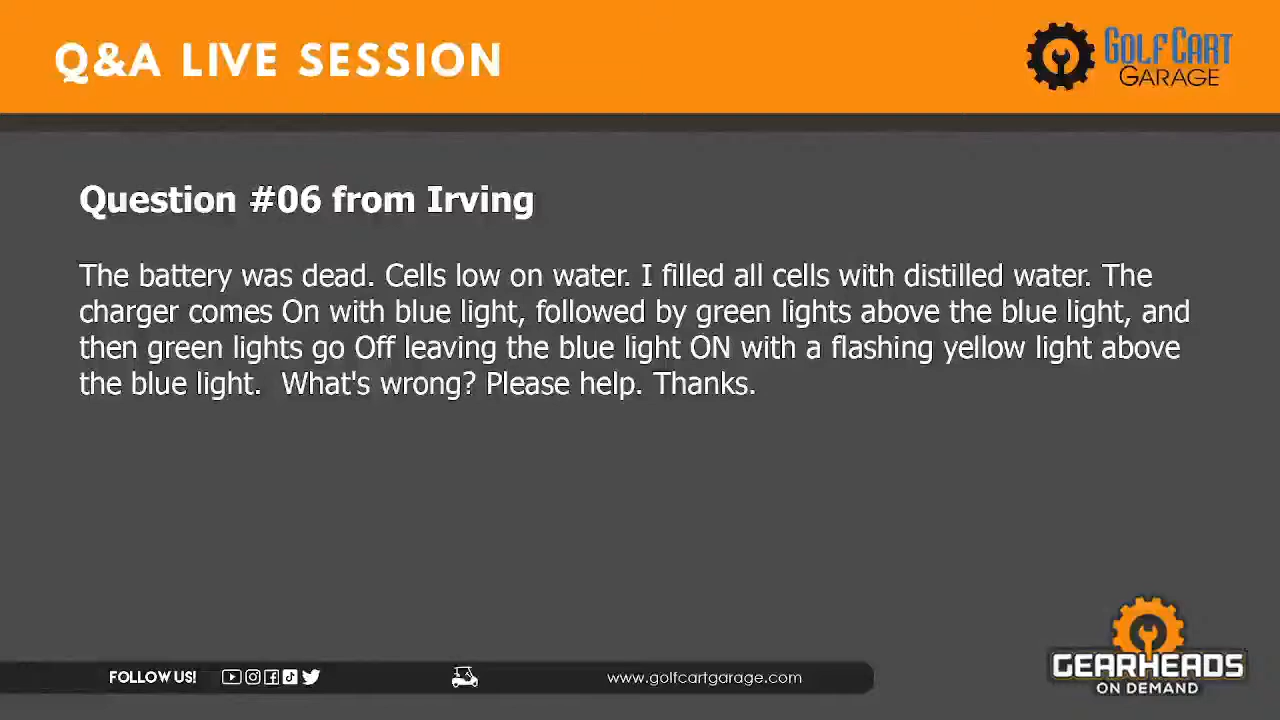 Q&A LIVE SESSION
GOLF CART
GARAGE
Question #06 from Irving
The battery was dead. Cells low on water. I filled all cells with distilled water. The
charger comes On with blue light, followed by green lights above the blue light, and
then green lights go Off leaving the blue light ON with a flashing yellow light above
the blue light.  What's wrong? Please help. Thanks.
FOLLOW US!
www.golfcartgarage.com
GEARHEADS
ON DEMAND